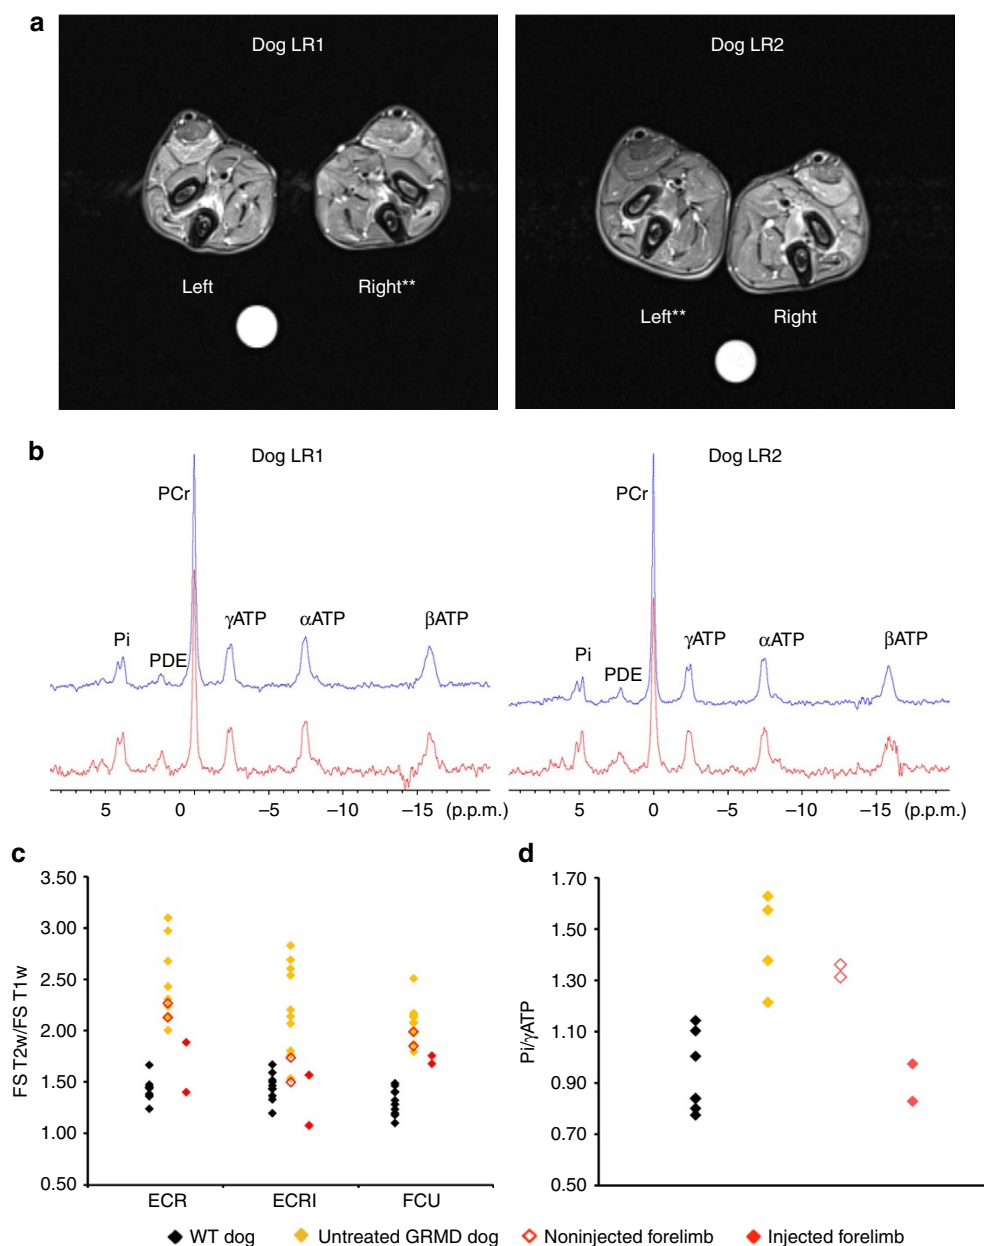 a
Dog LR1
Dog LR2
Left
Right**
Left**
Right
b
Dog LR1
Dog LR2
PCr
PCr
γATP
αATP
βATP
Pi
PDE
γATP
αATP
βATP
Pi
PDE
5 0 –5 –10 –15 (p.p.m.)
5 0 –5 –10 –15 (p.p.m.)
c
FS T2w/FS T1w
3.50
3.00
2.50
2.00
1.50
1.00
0.50
ECR ECRI FCU
d
Pi/γATP
1.70
1.50
1.30
1.10
0.90
0.70
0.50
WT dog Untreated GRMD dog Noninjected forelimb Injected forelimb